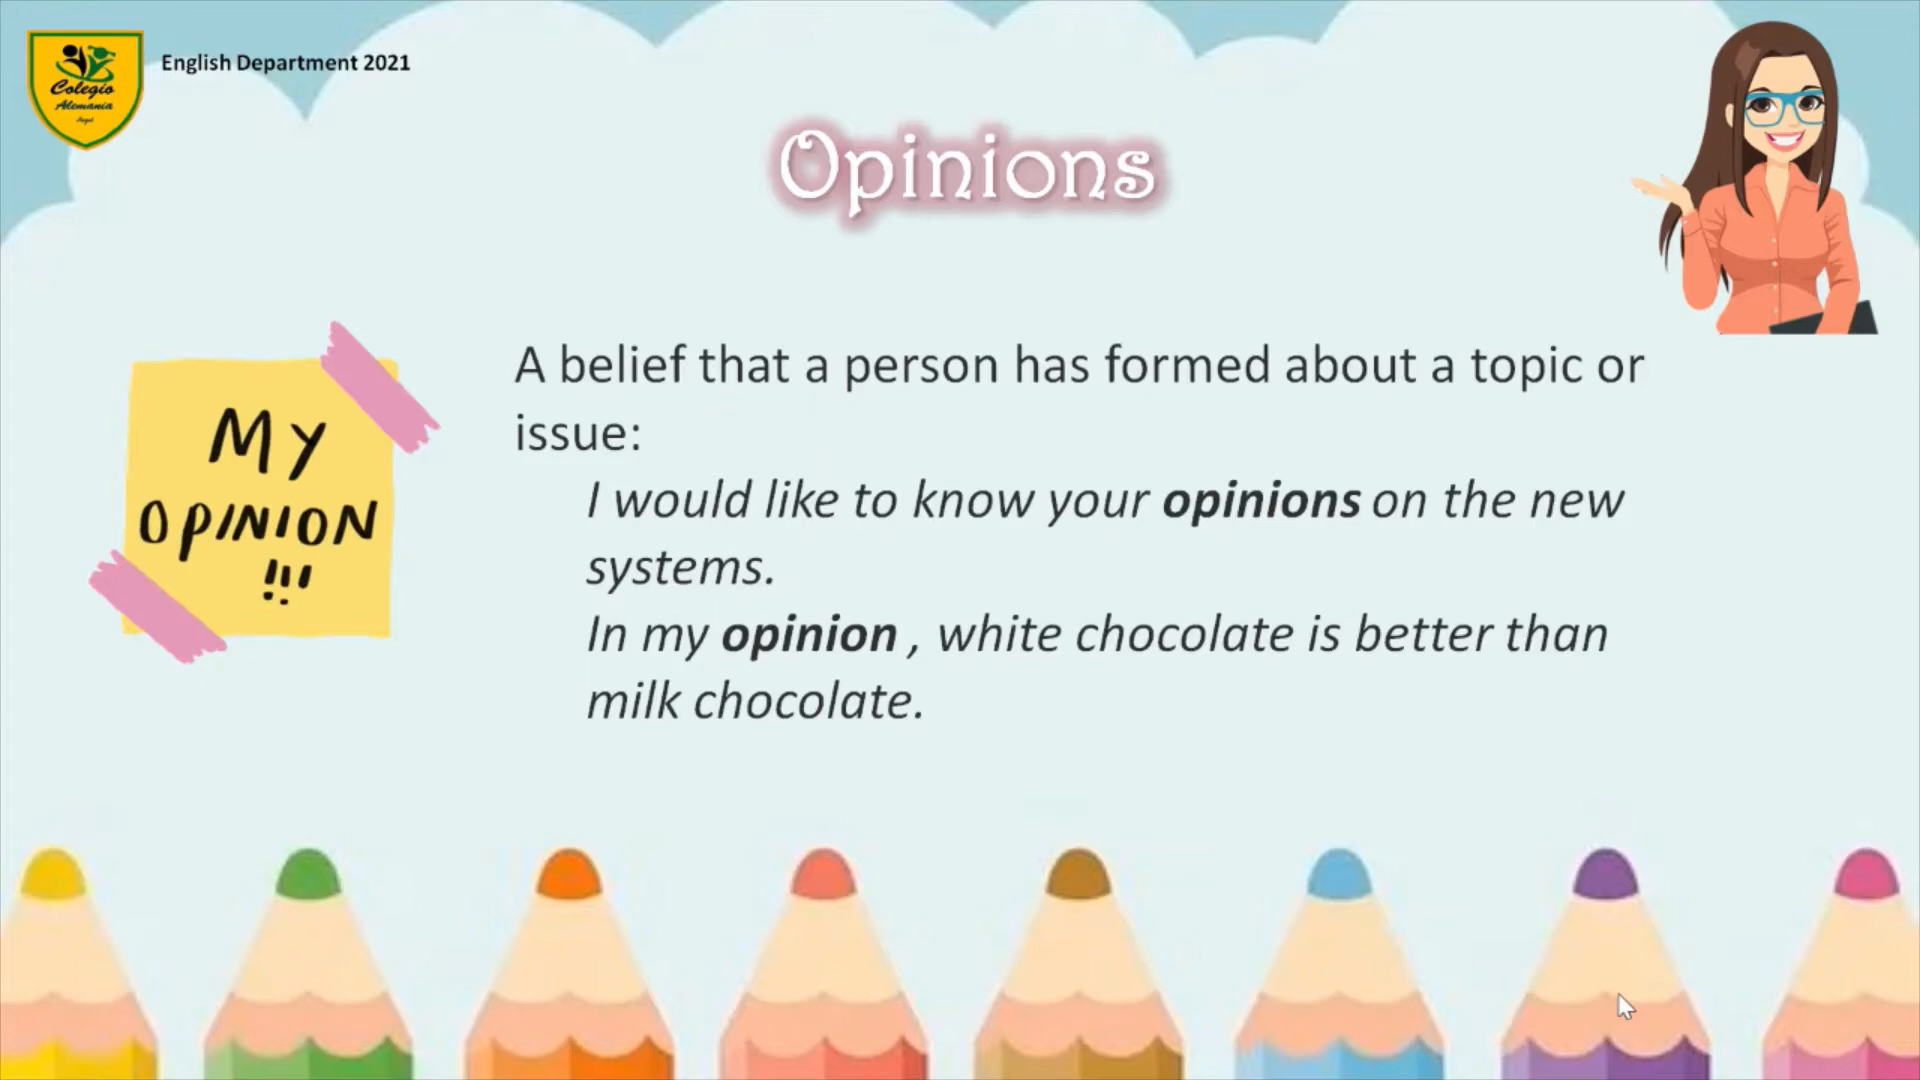 Colegio
Alemania
Angol
English Department 2021
Opinions
MY
OPINION
!!!
A belief that a person has formed about a topic or
issue:
I would like to know your opinions on the new
systems.
In my opinion , white chocolate is better than
milk chocolate.